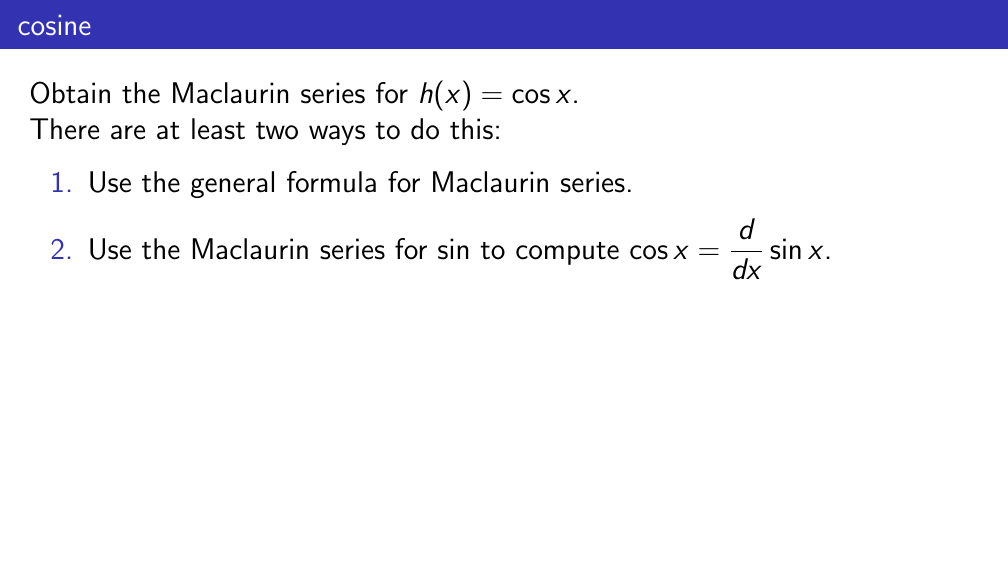 cosine
Obtain the Maclaurin series for h(x) = cos x.
There are at least two ways to do this:
1. Use the general formula for Maclaurin series.
2. Use the Maclaurin series for sin to compute cos x = d/dx sin x.